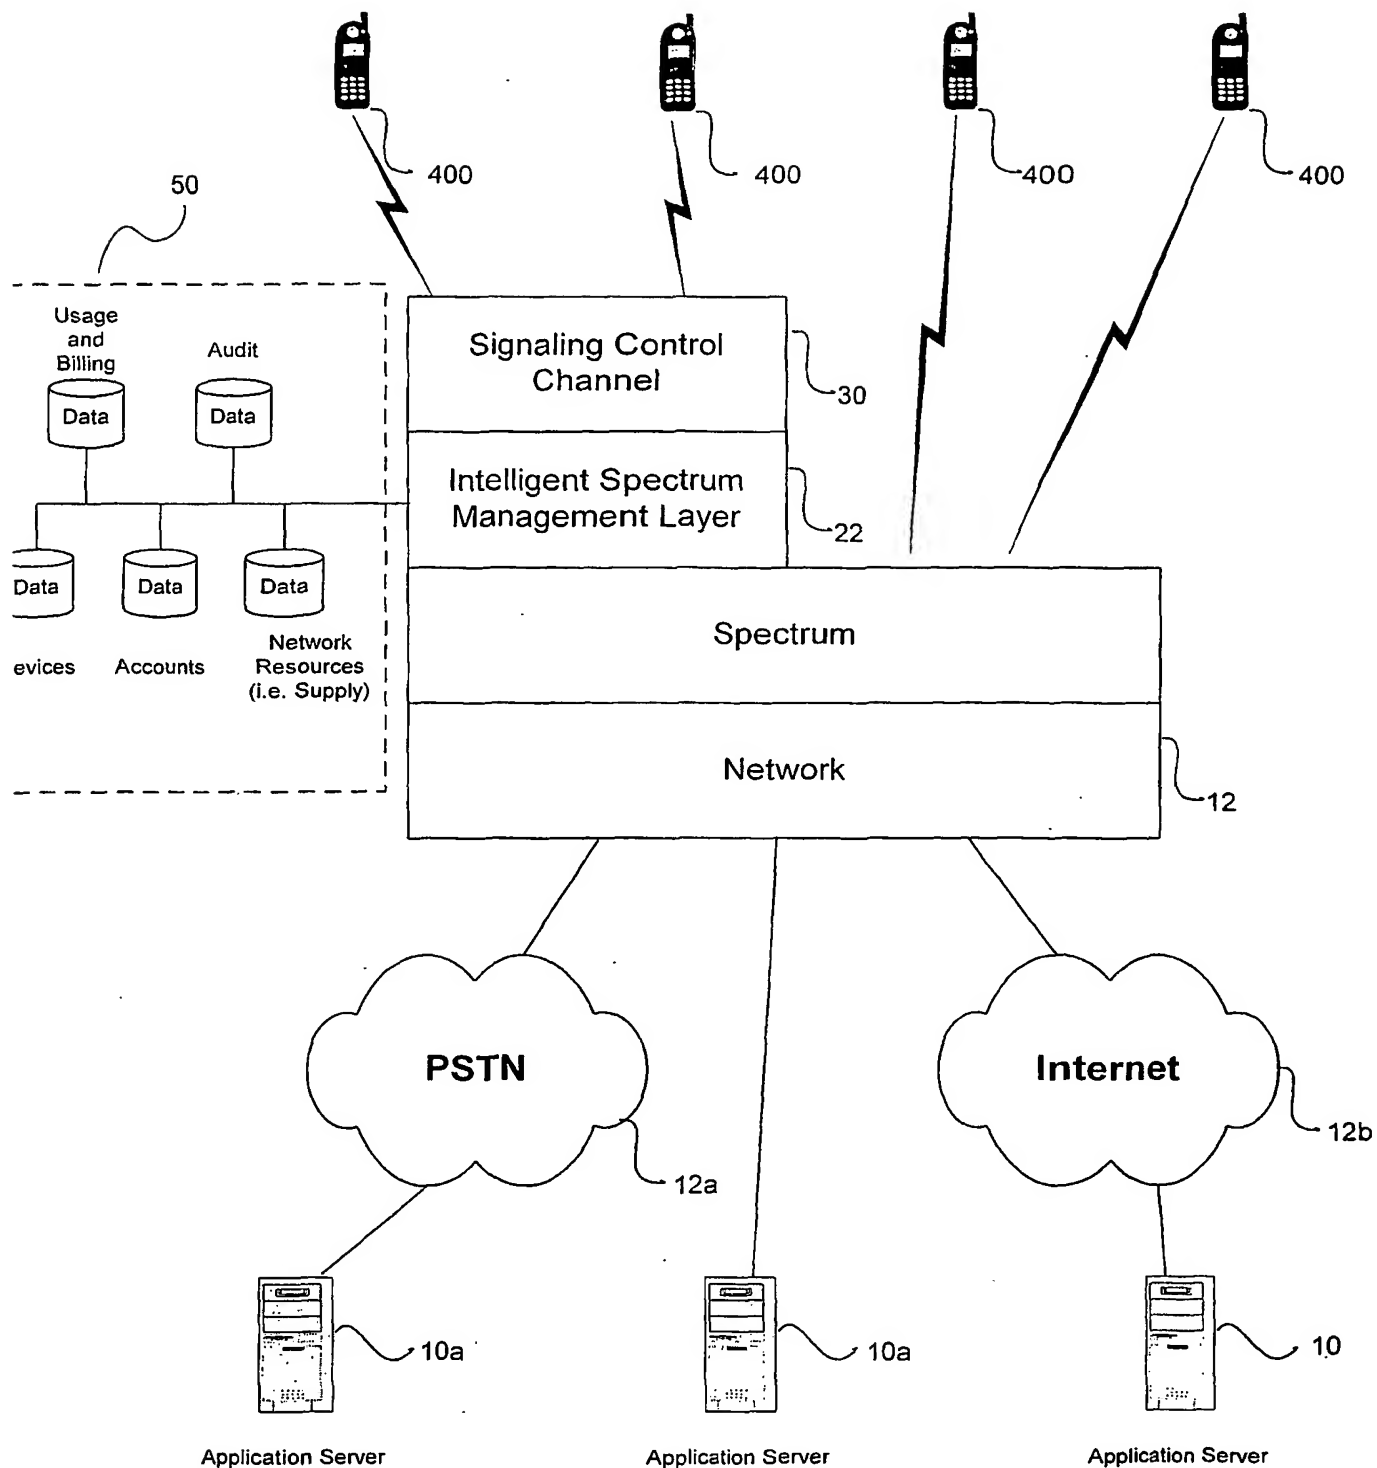 400
400
400
400
50
Usage
and
Billing
Audit
Data
Data
Signaling Control
Channel
30
Intelligent Spectrum
Management Layer
22
Data
Data
Data
evices
Accounts
Network
Resources
(i.e. Supply)
Spectrum
Network
12
PSTN
12a
Internet
12b
10a
10a
10
Application Server
Application Server
Application Server